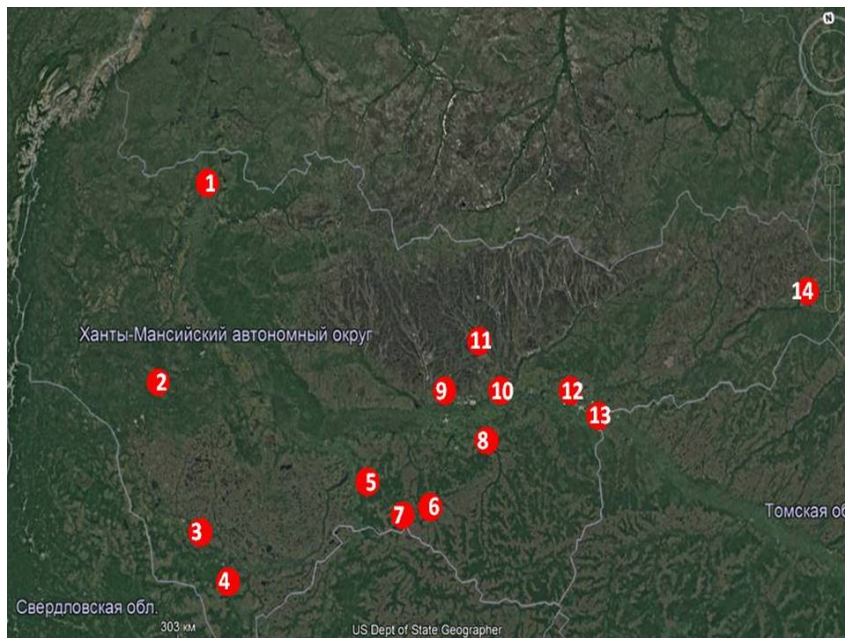 N
1
14
Ханты-Мансийский автономный округ
11
2
9
10
12
13
8
5
6
7
Томская об
3
4
Свердловская обл.
303 км
US Dept of State Geographer